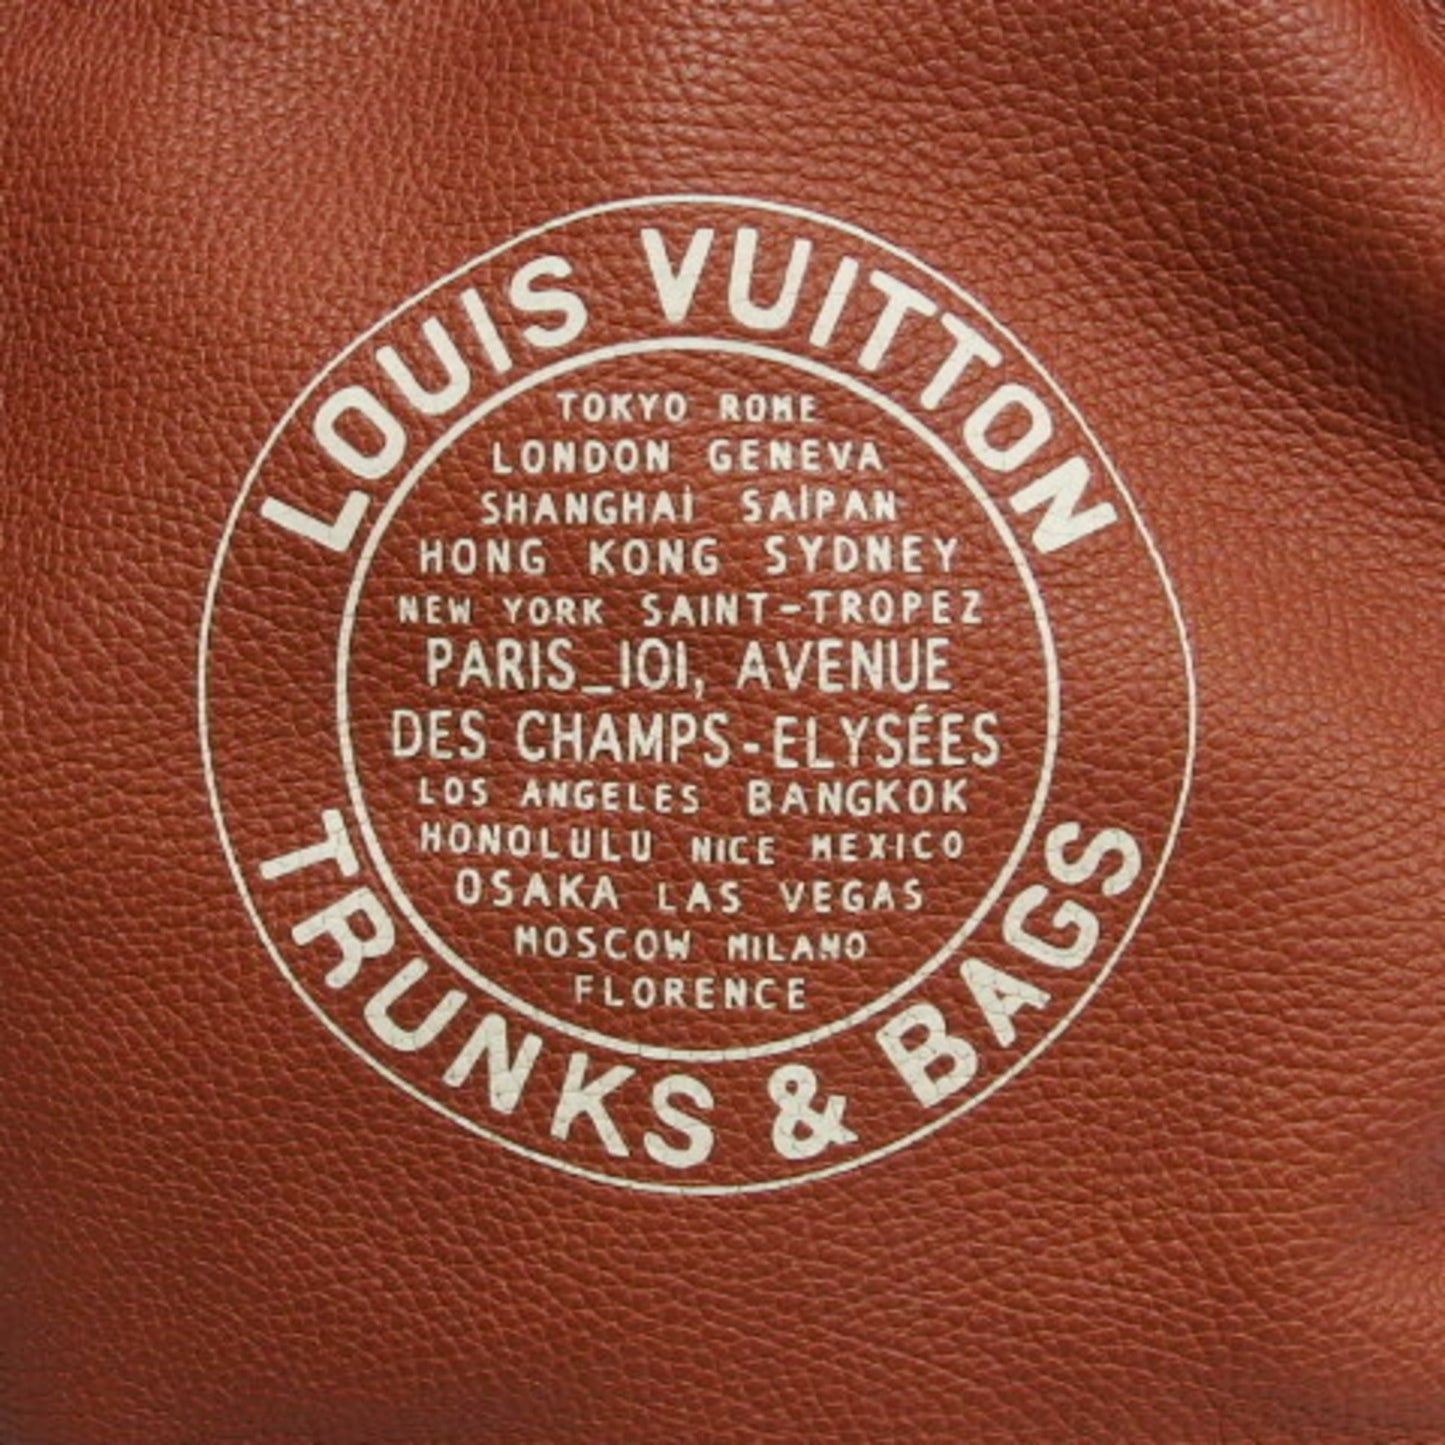 LOUIS VUITTON
TOKYO ROME
LONDON GENEVA
SHANGHAI SAIPAN
HONG KONG SYDNEY
NEW YORK SAINT-TROPEZ
PARIS_101, AVENUE
DES CHAMPS-ELYSÉES
LOS ANGELES BANGKOK
HONOLULU NICE MEXICO
OSAKA LAS VEGAS
MOSCOW MILANO
FLORENCE
TRUNKS & BAGS